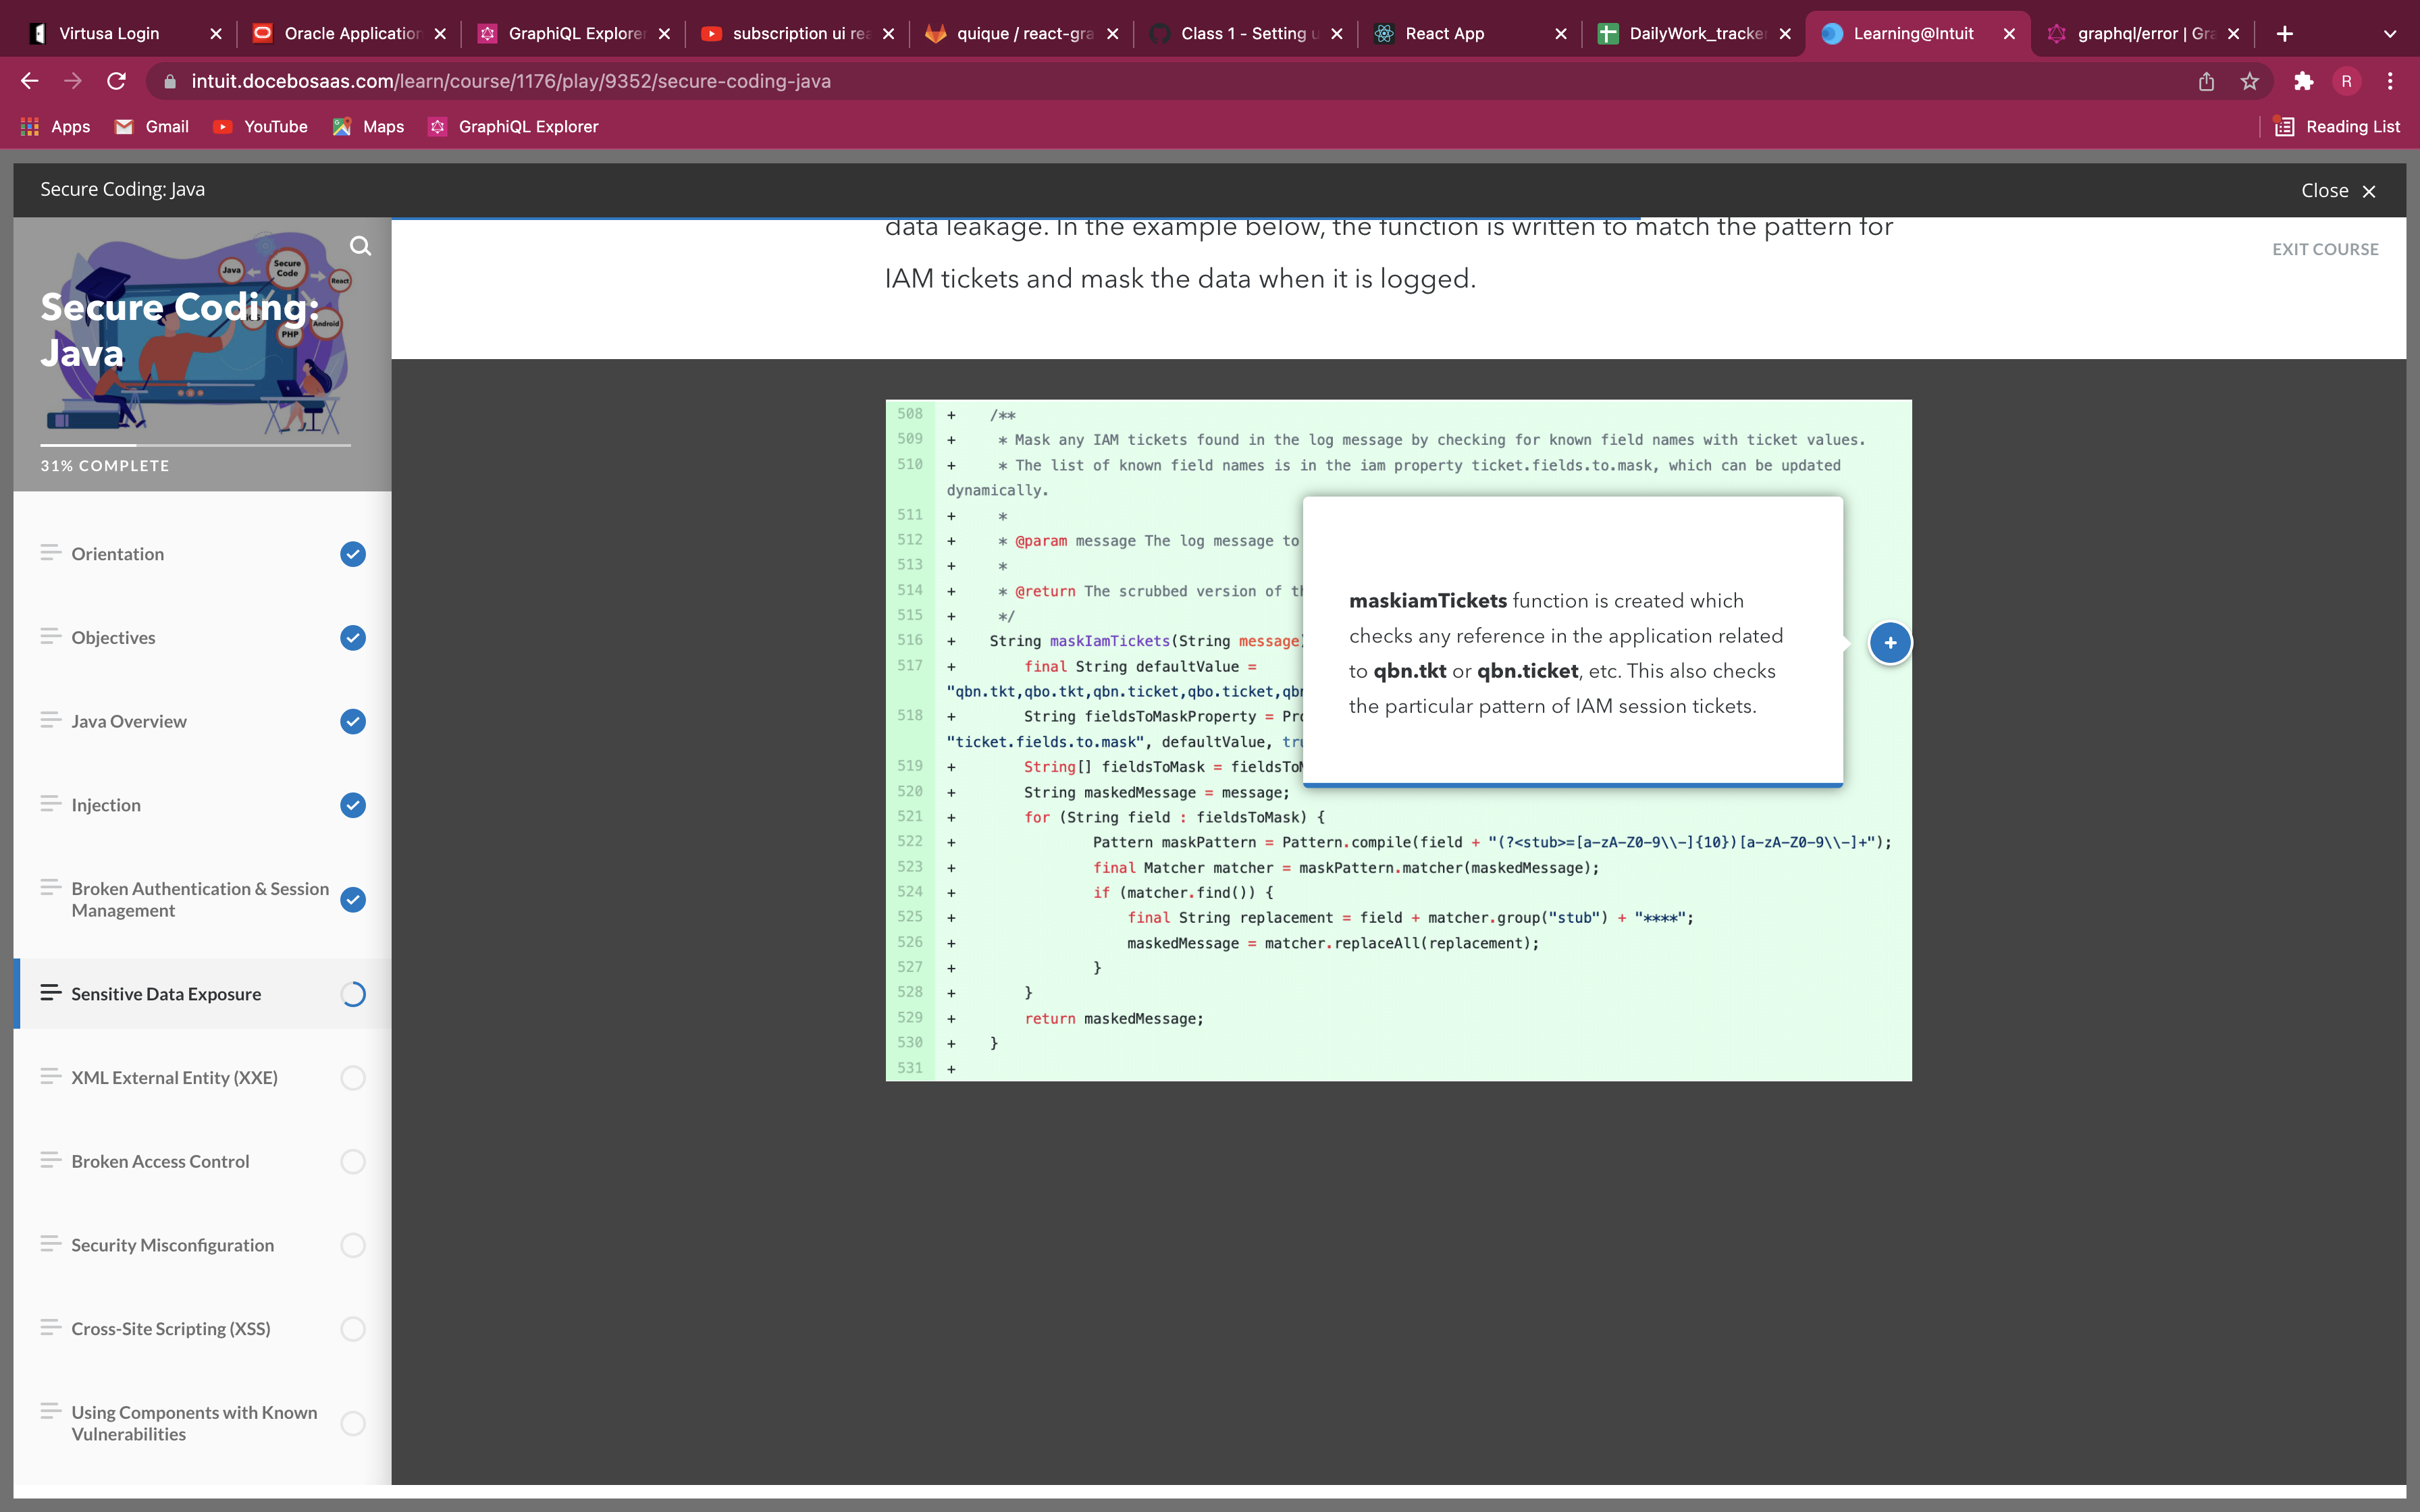 Virtusa Login
Oracle Application
GraphiQL Explorer
subscription ui rea
quique / react-gra
Class 1 - Setting u
React App
DailyWork_tracke
Learning@Intuit
graphql/error | Gra
intuit.docebosaas.com/learn/course/1176/play/9352/secure-coding-java
R
Apps
Gmail
YouTube
Maps
GraphiQL Explorer
Reading List
Secure Coding: Java
Close
Java
Secure Code
React
Android
PHP
Secure Coding:
Java
31% COMPLETE
Orientation
Objectives
Java Overview
Injection
Broken Authentication & Session
Management
Sensitive Data Exposure
XML External Entity (XXE)
Broken Access Control
Security Misconfiguration
Cross-Site Scripting (XSS)
Using Components with Known
Vulnerabilities
EXIT COURSE
data leakage. In the example below, the function is written to match the pattern for
IAM tickets and mask the data when it is logged.
508 + /**
509 + * Mask any IAM tickets found in the log message by checking for known field names with ticket values.
510 + * The list of known field names is in the iam property ticket.fields.to.mask, which can be updated
dynamically.
511 + *
512 + * @param message The log message to
513 + *
514 + * @return The scrubbed version of th
515 + */
516 + String maskIamTickets(String message)
517 + final String defaultValue =
"qbn.tkt,qbo.tkt,qbn.ticket,qbo.ticket,qbn
518 + String fieldsToMaskProperty = Pro
"ticket.fields.to.mask", defaultValue, tru
519 + String[] fieldsToMask = fieldsToM
520 + String maskedMessage = message;
521 + for (String field : fieldsToMask) {
522 + Pattern maskPattern = Pattern.compile(field + "(?<stub>=[a-zA-Z0-9\\-]{10})[a-zA-Z0-9\\-]+");
523 + final Matcher matcher = maskPattern.matcher(maskedMessage);
524 + if (matcher.find()) {
525 + final String replacement = field + matcher.group("stub") + "****";
526 + maskedMessage = matcher.replaceAll(replacement);
527 + }
528 + }
529 + return maskedMessage;
530 + }
531 +
maskiamTickets function is created which
checks any reference in the application related
to qbn.tkt or qbn.ticket, etc. This also checks
the particular pattern of IAM session tickets.